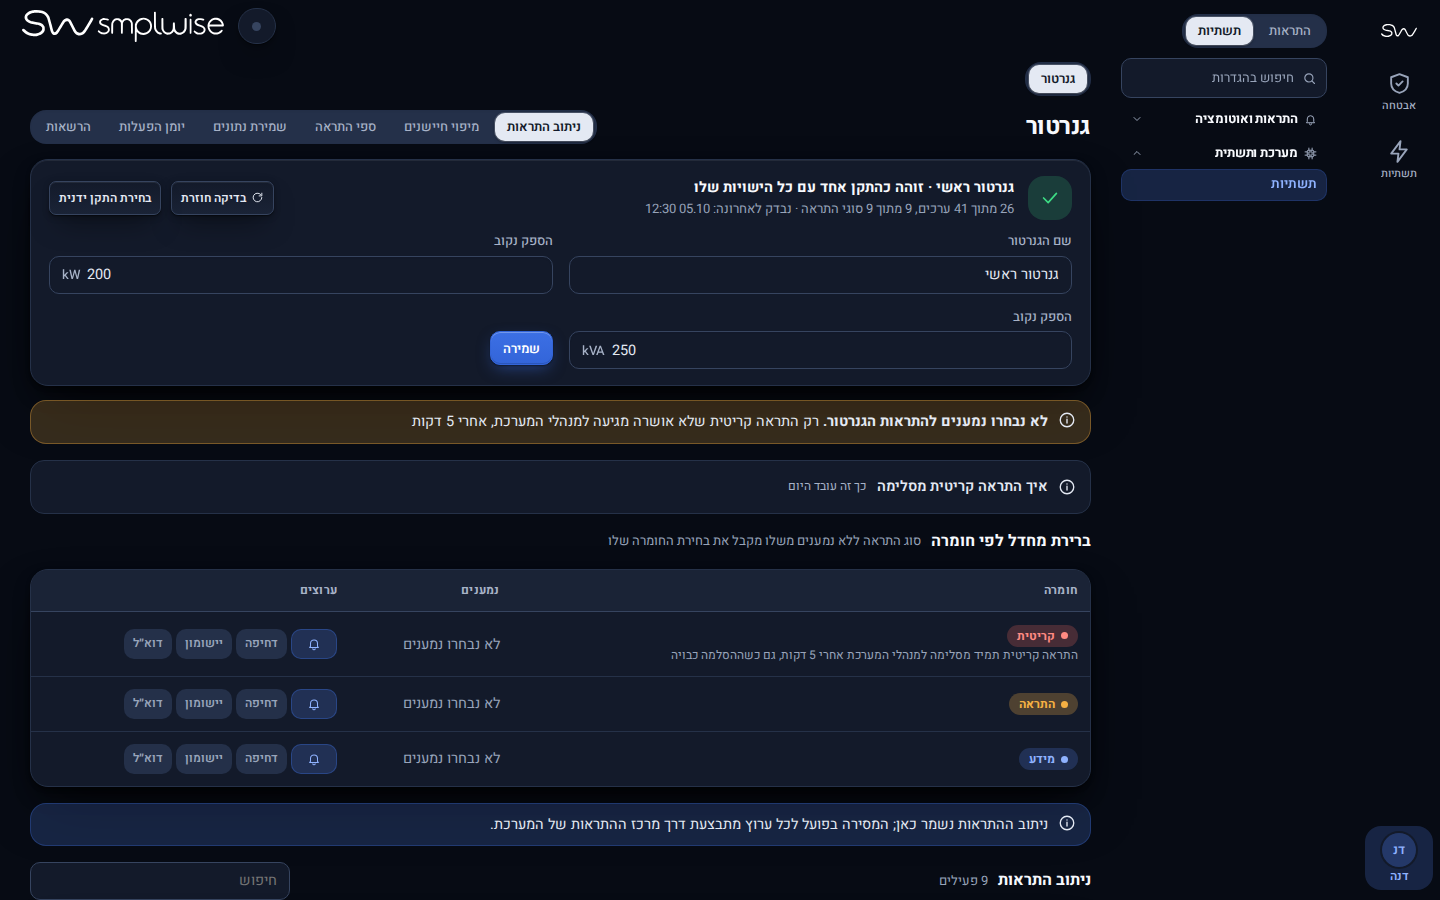 smplwise
התראות
תשתיות
חיפוש בהגדרות
התראות ואוטומציה
מערכת ותשתית
תשתיות
אבטחה
תשתיות
דנ
דנה
גנרטור
גנרטור
ניתוב התראות
מיפוי חיישנים
ספי התראה
שמירת נתונים
יומן הפעלות
הרשאות
גנרטור ראשי · זוהה כהתקן אחד עם כל הישויות שלו
26 מתוך 41 ערכים, 9 מתוך 9 סוגי התראה · נבדק לאחרונה: 05.10 12:30
בדיקה חוזרת
בחירת התקן ידנית
שם הגנרטור
הספק נקוב
גנרטור ראשי
200 kW
הספק נקוב
250 kVA
שמירה
לא נבחרו נמענים להתראות הגנרטור. רק התראה קריטית שלא אושרה מגיעה למנהלי המערכת, אחרי 5 דקות
איך התראה קריטית מסלימה כך זה עובד היום
ברירת מחדל לפי חומרה סוג התראה ללא נמענים משלו מקבל את בחירת החומרה שלו
חומרה נמענים ערוצים
קריטית
התראה קריטית תמיד מסלימה למנהלי המערכת אחרי 5 דקות, גם כשההסלמה כבויה
לא נבחרו נמענים
דחיפה יישומון דוא״ל
התראה לא נבחרו נמענים דחיפה יישומון דוא״ל
מידע לא נבחרו נמענים דחיפה יישומון דוא״ל
ניתוב ההתראות נשמר כאן; המסירה בפועל לכל ערוץ מתבצעת דרך מרכז ההתראות של המערכת.
ניתוב התראות 9 פעילים
חיפוש